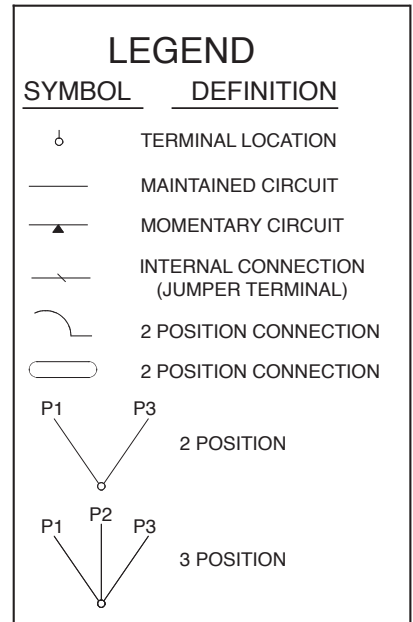 LEGEND
SYMBOL DEFINITION
TERMINAL LOCATION
MAINTAINED CIRCUIT
MOMENTARY CIRCUIT
INTERNAL CONNECTION
(JUMPER TERMINAL)
2 POSITION CONNECTION
2 POSITION CONNECTION
P1 P3
2 POSITION
P1 P2 P3
3 POSITION